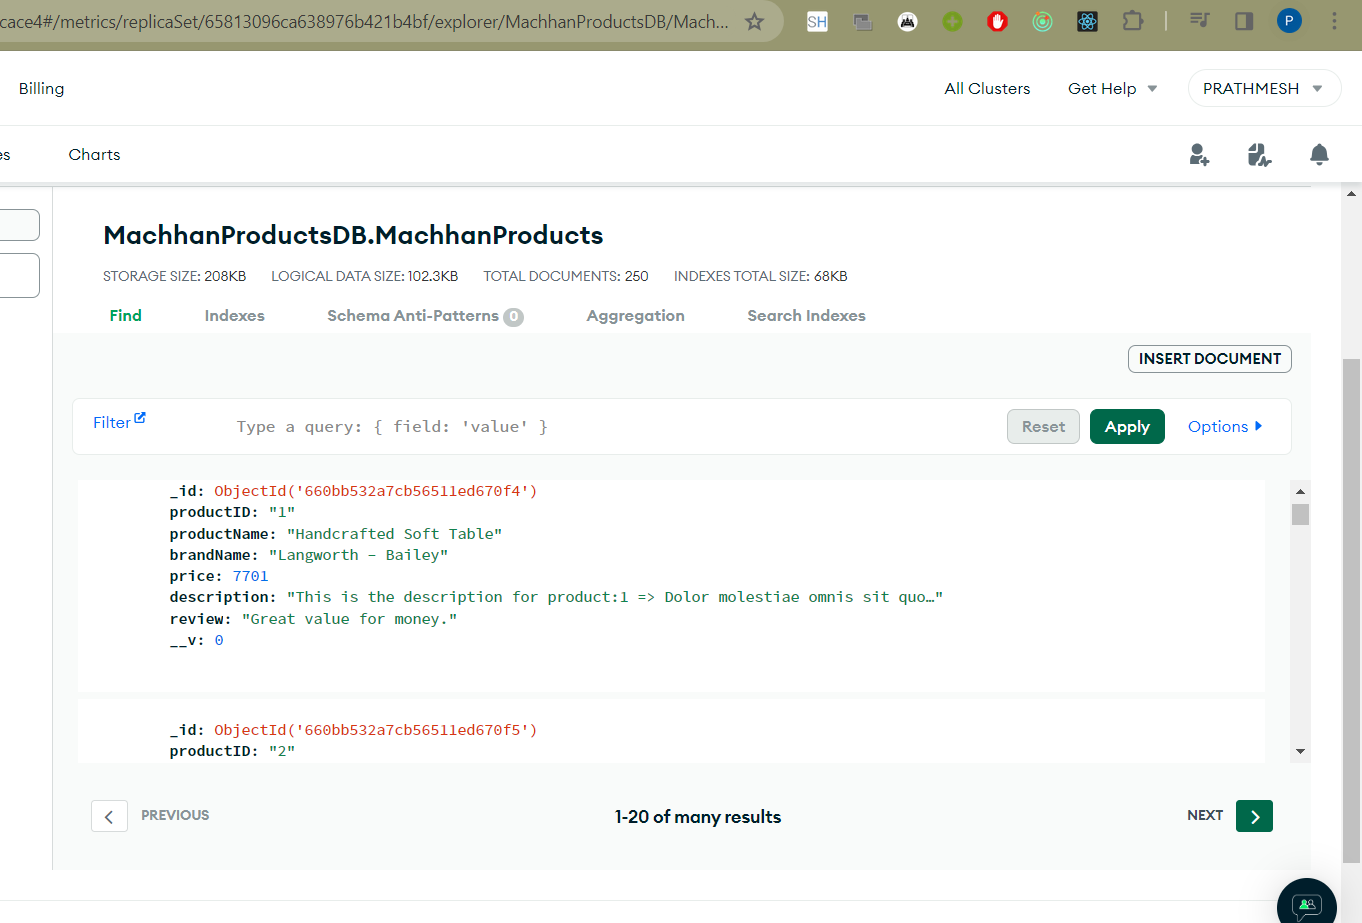 cace4#/metrics/replicaSet/65813096ca638976b421b4bf/explorer/MachhanProductsDB/Mach...
SH
P
Billing
All Clusters
Get Help
PRATHMESH
es
Charts
MachhanProductsDB.MachhanProducts
STORAGE SIZE: 208KB LOGICAL DATA SIZE: 102.3KB TOTAL DOCUMENTS: 250 INDEXES TOTAL SIZE: 68KB
Find Indexes Schema Anti-Patterns 0 Aggregation Search Indexes
INSERT DOCUMENT
Filter Type a query: { field: 'value' } Reset Apply Options
_id: ObjectId('660bb532a7cb56511ed670f4')
productID: "1"
productName: "Handcrafted Soft Table"
brandName: "Langworth - Bailey"
price: 7701
description: "This is the description for product:1 => Dolor molestiae omnis sit quo…"
review: "Great value for money."
__v: 0
_id: ObjectId('660bb532a7cb56511ed670f5')
productID: "2"
PREVIOUS 1-20 of many results NEXT